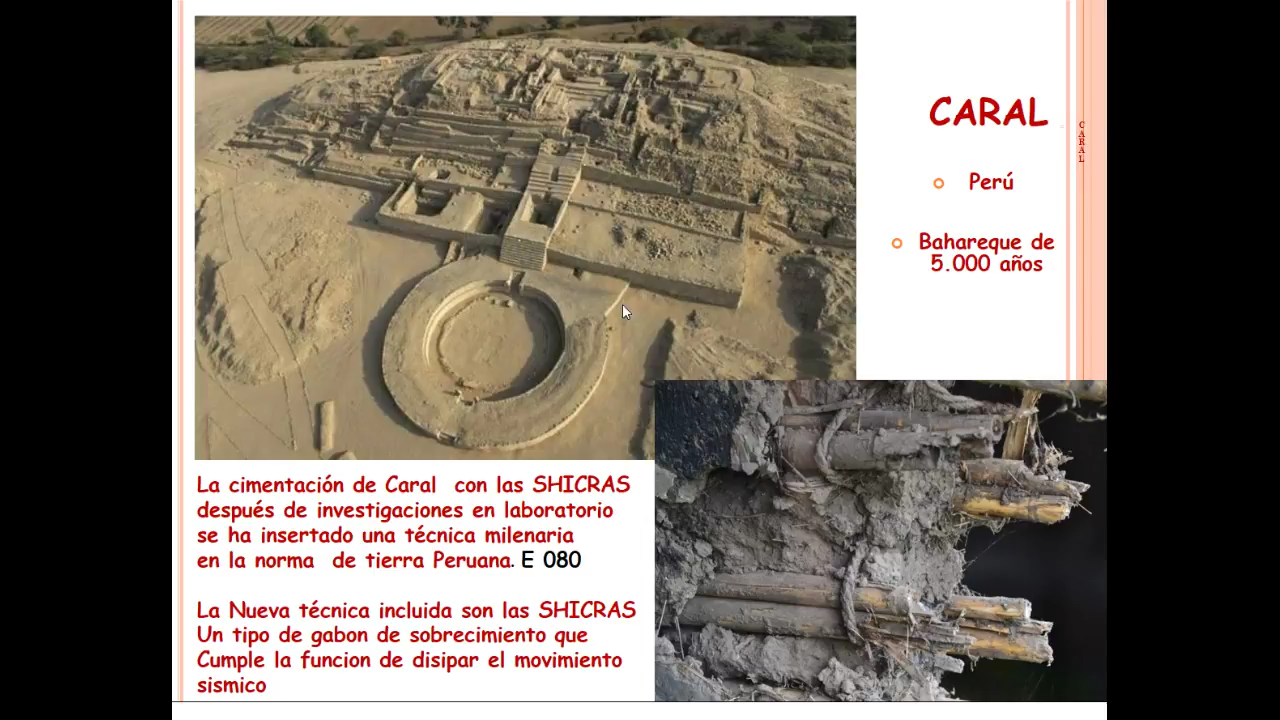 CARAL
CARAL
Perú
Bahareque de
5.000 años
La cimentación de Caral con las SHICRAS
después de investigaciones en laboratorio
se ha insertado una técnica milenaria
en la norma de tierra Peruana. E 080
La Nueva técnica incluida son las SHICRAS
Un tipo de gabon de sobrecimiento que
Cumple la funcion de disipar el movimiento
sismico